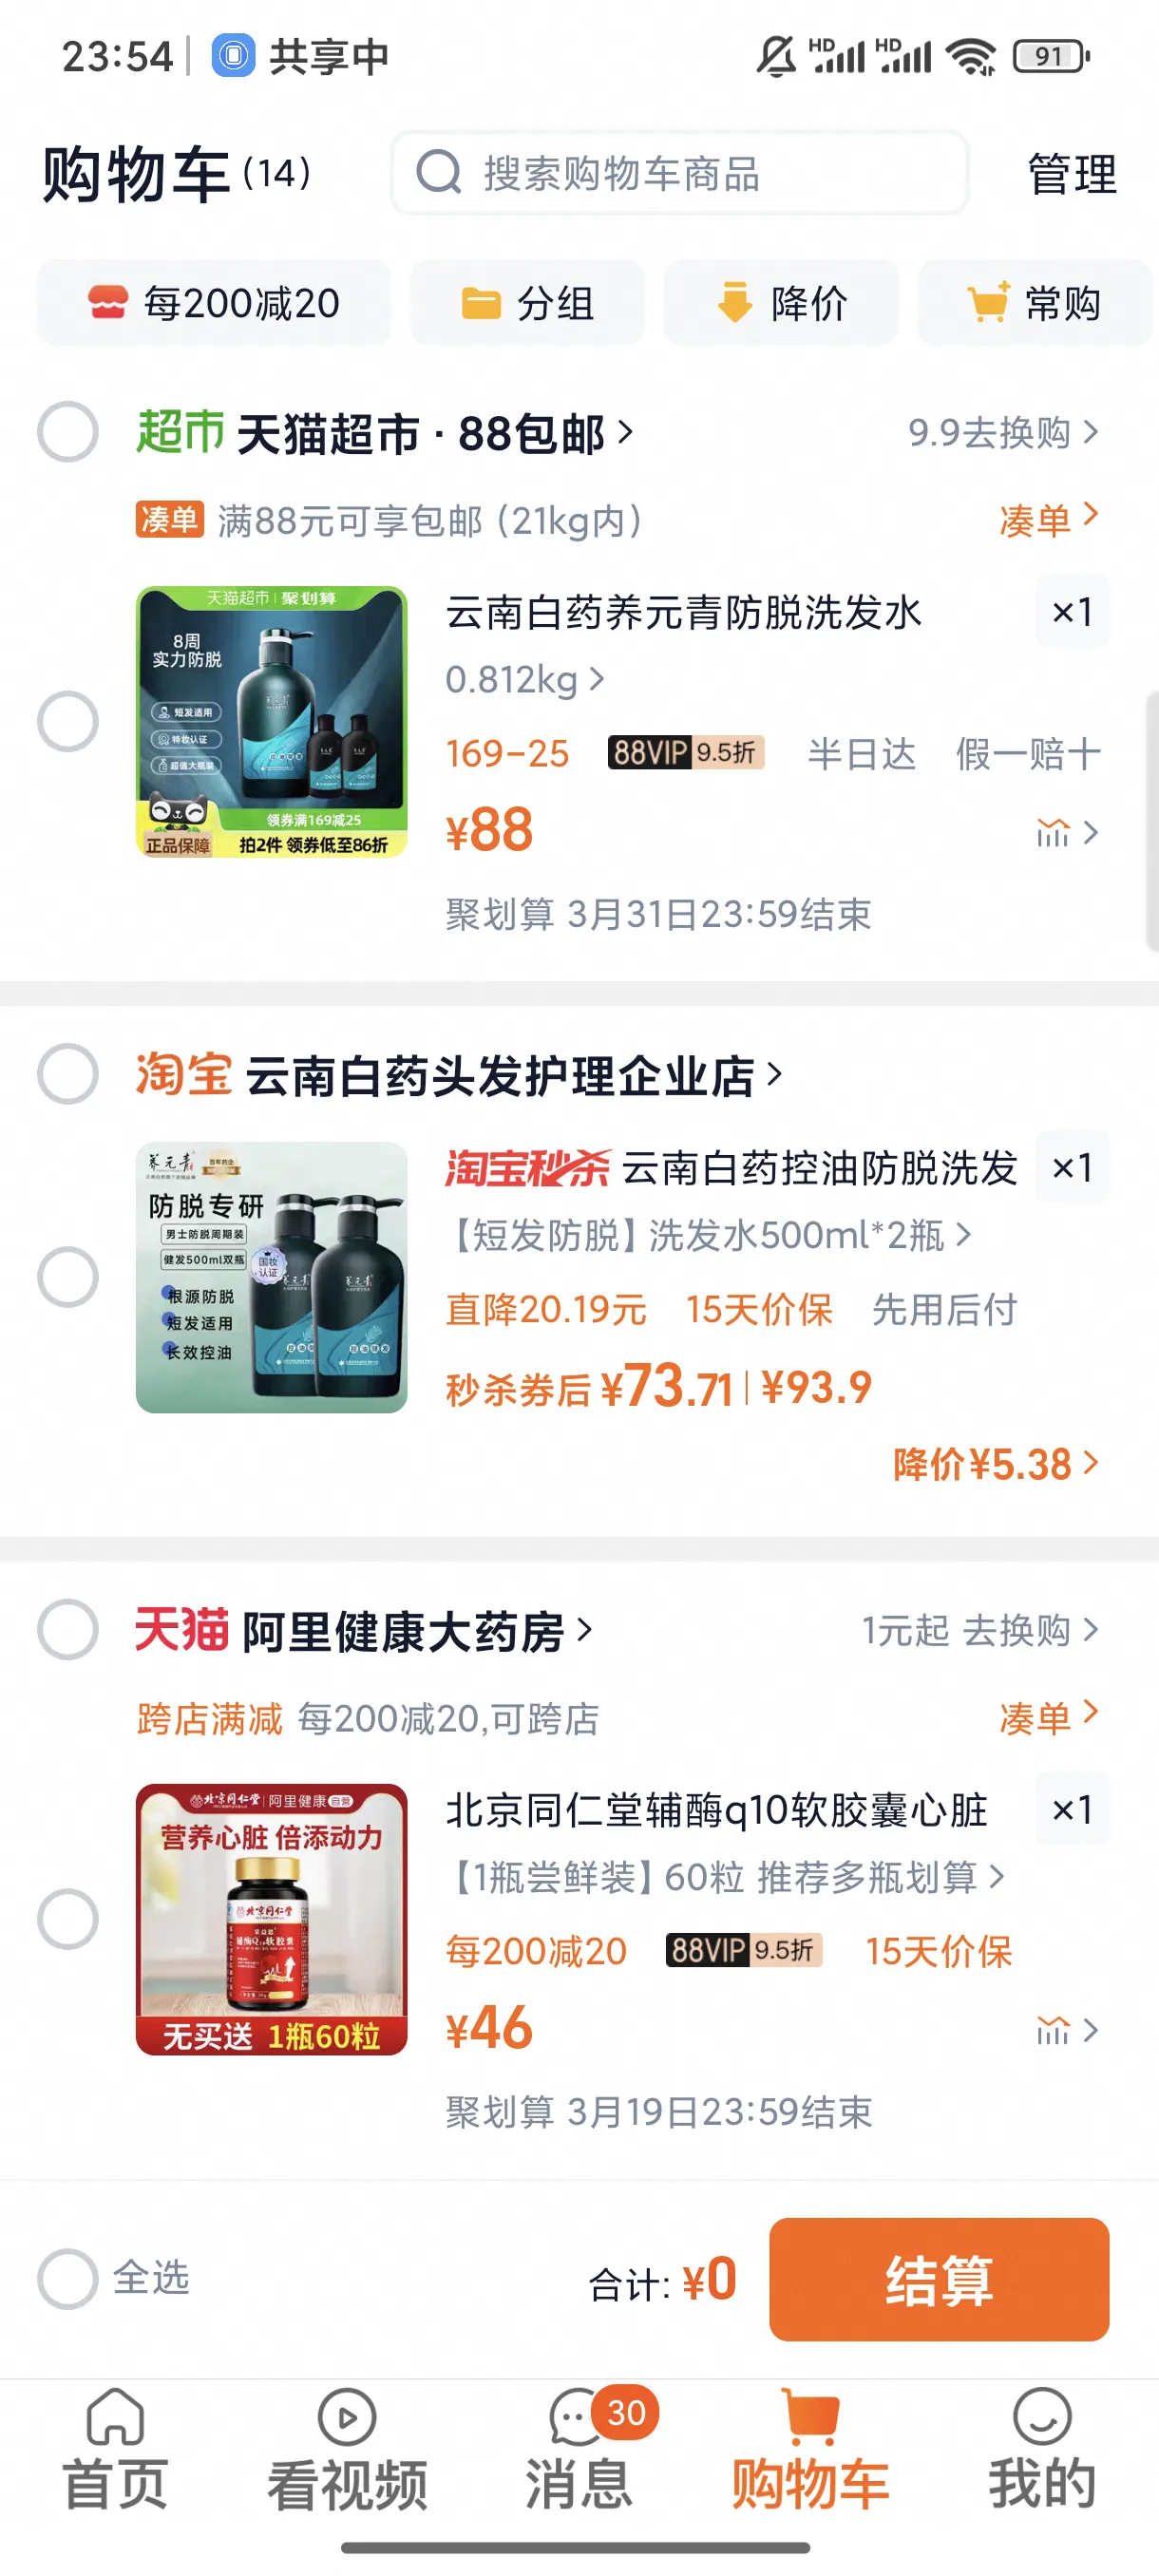 23:54 共享中 HD HD 91
购物车(14) 搜索购物车商品 管理
每200减20 分组 降价 常购
超市 天猫超市·88包邮 9.9去换购
凑单 满88元可享包邮 (21kg内) 凑单
天猫超市 聚划算
8周
实力防脱
短发适用
特妆认证
超值大瓶装
领券满169减25
正品保障 拍2件 领券低至86折
云南白药养元青防脱洗发水 ×1
0.812kg
169-25 88VIP 9.5折 半日达 假一赔十
¥88
聚划算 3月31日23:59结束
淘宝 云南白药头发护理企业店
养元青
防脱专研
男士防脱周期装
健发500ml双瓶
国妆
认证
根源防脱
短发适用
长效控油
淘宝秒杀 云南白药控油防脱洗发 ×1
【短发防脱】洗发水500ml*2瓶
直降20.19元 15天价保 先用后付
秒杀券后 ¥73.71 ¥93.9
降价¥5.38
天猫 阿里健康大药房 1元起 去换购
跨店满减 每200减20,可跨店 凑单
北京同仁堂 阿里健康 自营
营养心脏 倍添动力
北京同仁堂
辅酶Q10软胶囊
无买送 1瓶60粒
北京同仁堂辅酶q10软胶囊心脏 ×1
【1瓶尝鲜装】60粒 推荐多瓶划算
每200减20 88VIP 9.5折 15天价保
¥46
聚划算 3月19日23:59结束
全选 合计: ¥0 结算
30
首页 看视频 消息 购物车 我的